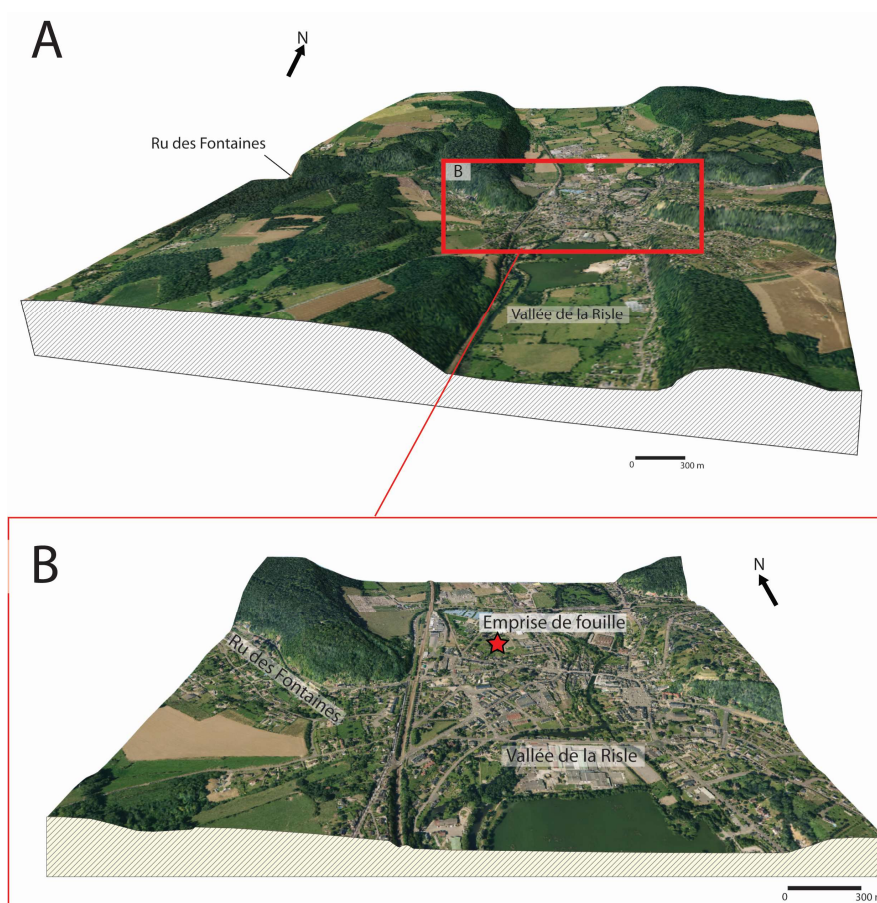 A
N
Ru des Fontaines
B
Vallée de la Risle
0 300 m
B
N
Emprise de fouille
Ru des Fontaines
Vallée de la Risle
0 300 m